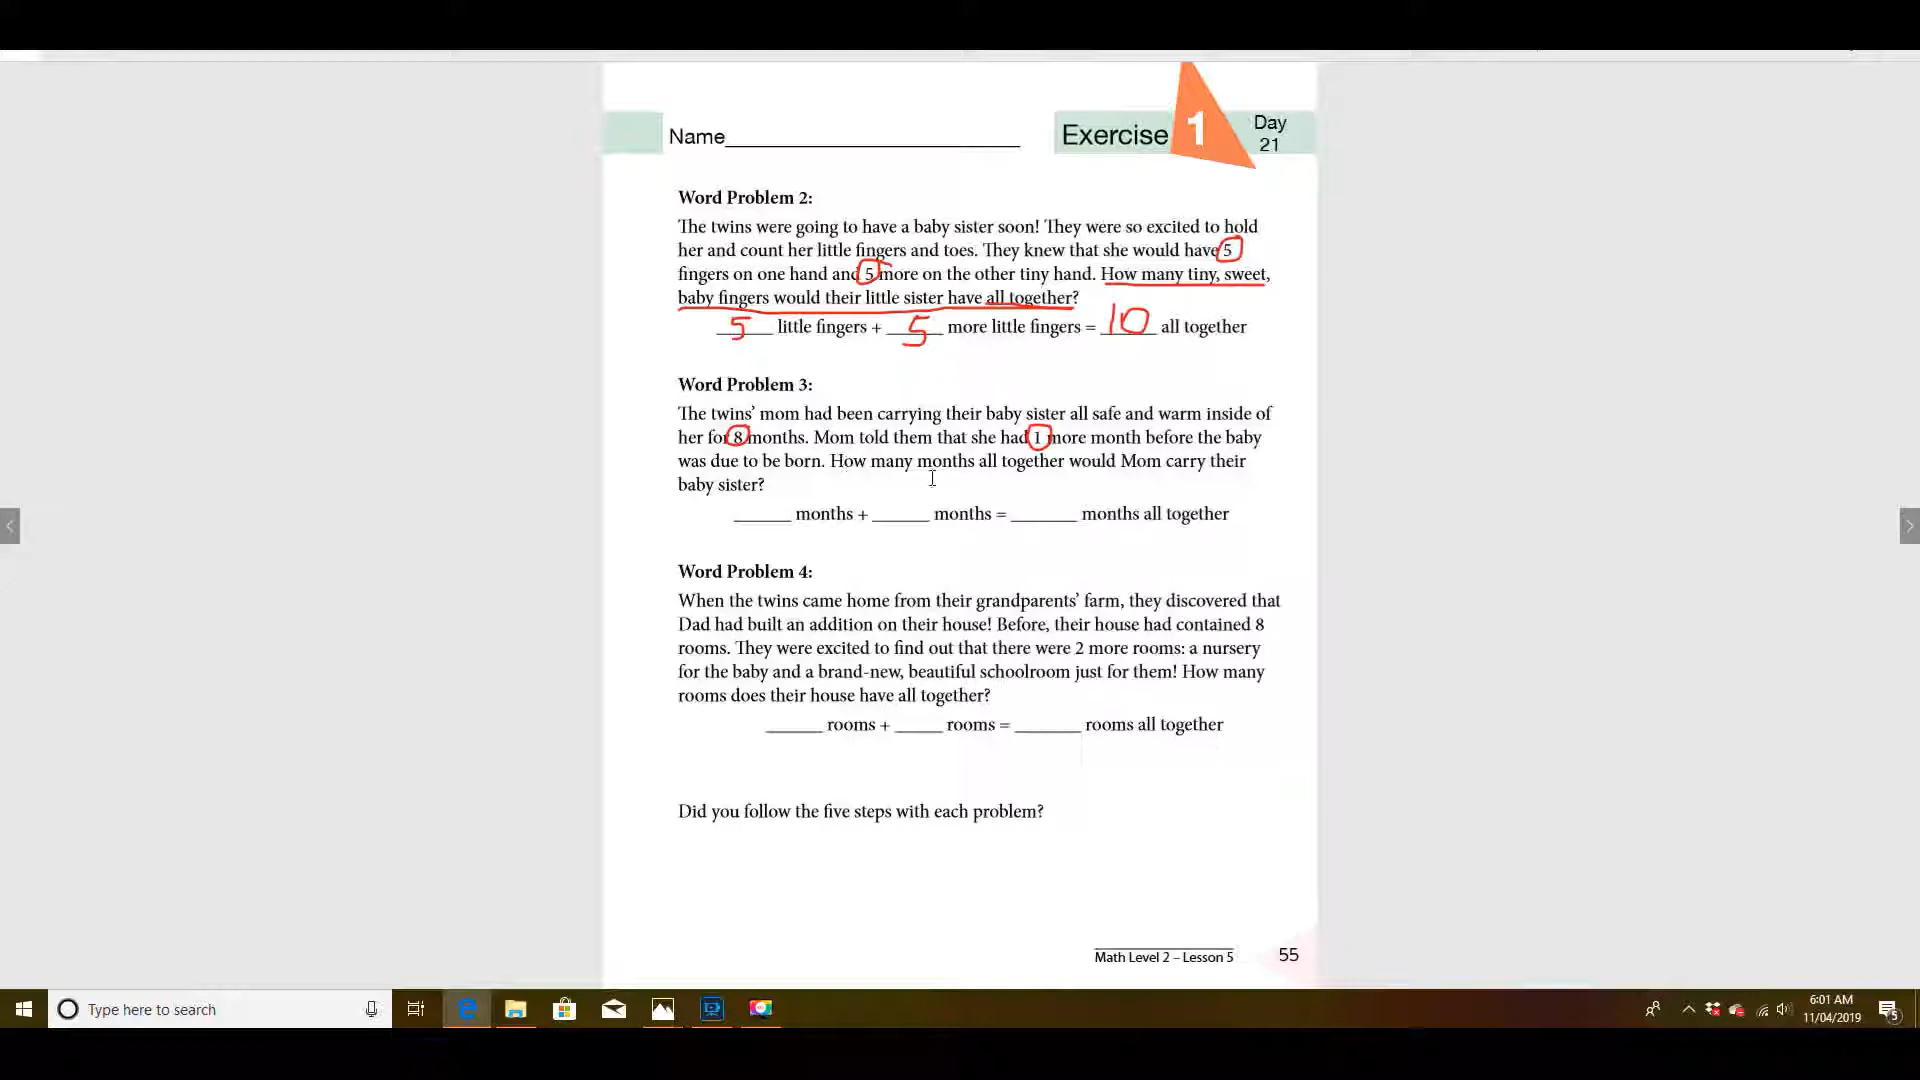 Name
Exercise 1 Day 21
Word Problem 2:
The twins were going to have a baby sister soon! They were so excited to hold
her and count her little fingers and toes. They knew that she would have 5
fingers on one hand and 5 more on the other tiny hand. How many tiny, sweet,
baby fingers would their little sister have all together?
5 little fingers + 5 more little fingers = 10 all together
Word Problem 3:
The twins' mom had been carrying their baby sister all safe and warm inside of
her for 8 months. Mom told them that she had 1 more month before the baby
was due to be born. How many months all together would Mom carry their
baby sister?
______ months + ______ months = _______ months all together
Word Problem 4:
When the twins came home from their grandparents' farm, they discovered that
Dad had built an addition on their house! Before, their house had contained 8
rooms. They were excited to find out that there were 2 more rooms: a nursery
for the baby and a brand-new, beautiful schoolroom just for them! How many
rooms does their house have all together?
______ rooms + _____ rooms = _______ rooms all together
Did you follow the five steps with each problem?
Math Level 2 – Lesson 5 55
Type here to search
6:01 AM
11/04/2019
5